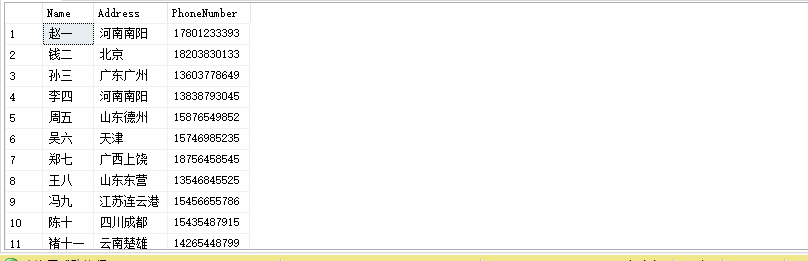 Name Address PhoneNumber
1 赵一 河南南阳 17801233393
2 钱二 北京 18203830133
3 孙三 广东广州 13603778649
4 李四 河南南阳 13838793045
5 周五 山东德州 15876549852
6 吴六 天津 15746985235
7 郑七 广西上饶 18756458545
8 王八 山东东营 13546845525
9 冯九 江苏连云港 15456655786
10 陈十 四川成都 15435487915
11 褚十一 云南楚雄 14265448799